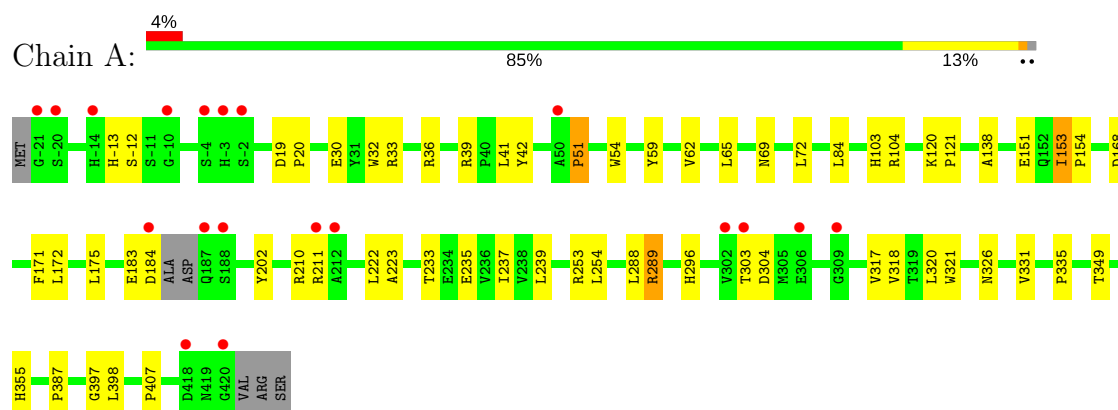 4%
Chain A:
85% 13% ••
MET G-21 S-20 H-14 H-13 S-12 S-11 G-10 S-4 H-3 S-2 D19 P20 E30 Y31 W32 R33 R36 R39 P40 L41 Y42 A50 P51 W54 Y59 V62 L65 N69 L72 L84 H103 R104 K120 P121 A138 E151 Q152 I153 P154 D168
F171 L172 L175 E183 D184 ALA ASP Q187 S188 Y202 R210 R211 A212 L222 A223 T233 E234 E235 V236 I237 V238 L239 R253 L254 L288 R289 H296 V302 T303 D304 M305 E306 G309 V317 V318 T319 L320 W321 N326 V331 P335 T349
H355 P387 G397 L398 P407 D418 N419 G420 VAL ARG SER